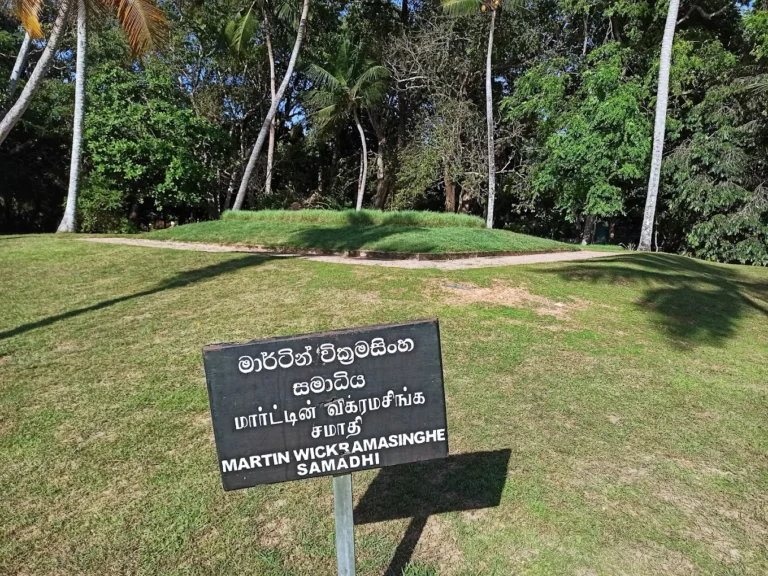 මාර්ටින් වික්‍රමසිංහ
සමාධිය
மார்ட்டின் விக்ரமசிங்க
சமாதி
MARTIN WICKRAMASINGHE
SAMADHI